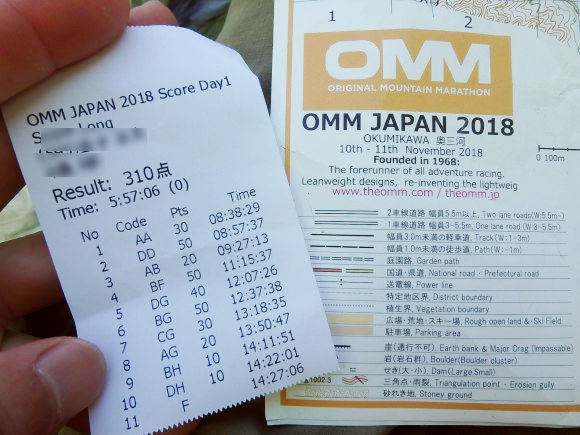 OMM JAPAN 2018 Score Day1
Long
Result: 310点
Time: 5:57:06 (0)
No Code Pts Time
1 AA 30 08:38:29
2 DD 50 08:57:37
3 AB 20 09:27:13
4 BF 50 11:15:37
5 DG 40 12:07:26
6 BG 50 12:37:38
7 CG 30 13:18:35
8 AG 20 13:50:47
9 BH 10 14:11:51
10 DH 10 14:22:01
11 F 14:27:06
1 2
OMM
ORIGINAL MOUNTAIN MARATHON
OMM JAPAN 2018
OKUMIKAWA 奥三河
10th - 11th November 2018
Founded in 1968:
The forerunner of all adventure racing.
Leanweight designs, re-inventing the lightweig
www.theomm.com / theomm.jp
0 100m
2車線道路 幅員5.5m以上, Two lane roads(W:5.5m~)
1車線道路 幅員3-5.5m, One lane road (W:3-5.5m)
幅員3.0m未満の軽車道, Track(W:1-3m)
幅員1.0m未満の徒歩道, Path(W:-1m)
庭園路, Garden path
国道・県道, National road・Prefectural road
送電線, Power line
特定地区界, District boundary
植生界, Vegetation boundary
広場・荒地・スキー場, Rough open land & Ski Field
駐車場, Parking area
崖(通行不可), Earth bank & Major Crag (Impassable)
岩(岩石群), Boulder(Boulder cluster)
せき(大・小), Dam(Large.Small)
1002.3 三角点・雨裂, Triangulation point・Erosion gully
砂れき地, Stoney ground